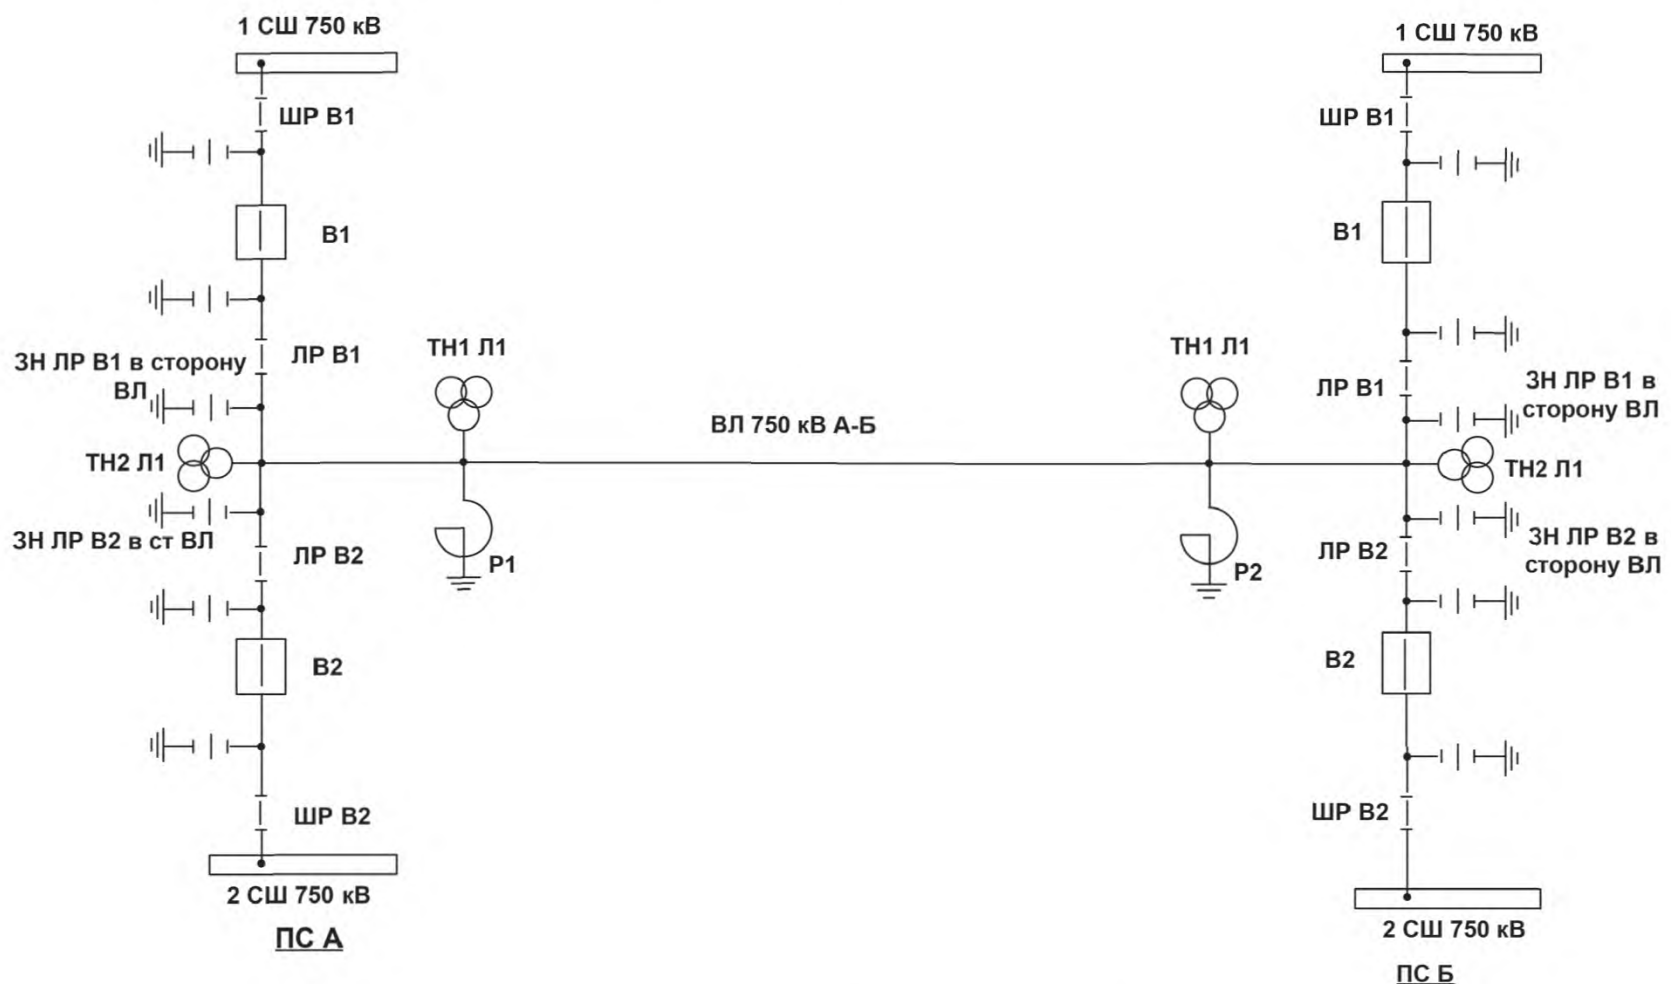 1 СШ 750 кВ
1 СШ 750 кВ
ШР В1
ШР В1
В1
В1
ЗН ЛР В1 в сторону
ВЛ
ЛР В1
ТН1 Л1
ТН1 Л1
ЛР В1
ЗН ЛР В1 в
сторону ВЛ
ВЛ 750 кВ А-Б
ТН2 Л1
ТН2 Л1
ЗН ЛР В2 в ст ВЛ
ЛР В2
Р1
Р2
ЛР В2
ЗН ЛР В2 в
сторону ВЛ
В2
В2
ШР В2
ШР В2
2 СШ 750 кВ
ПС А
2 СШ 750 кВ
ПС Б